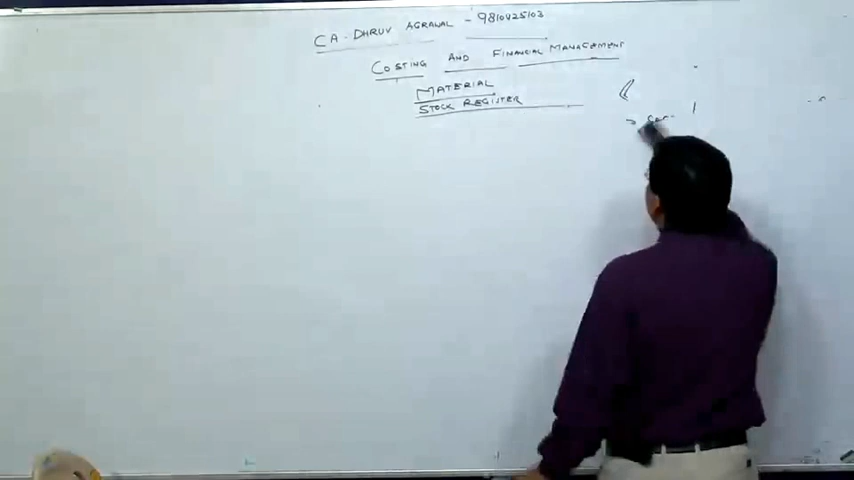 CA. DHRUV AGRAWAL - 9810425103
COSTING AND FINANCIAL MANAGEMENT
MATERIAL
STOCK REGISTER